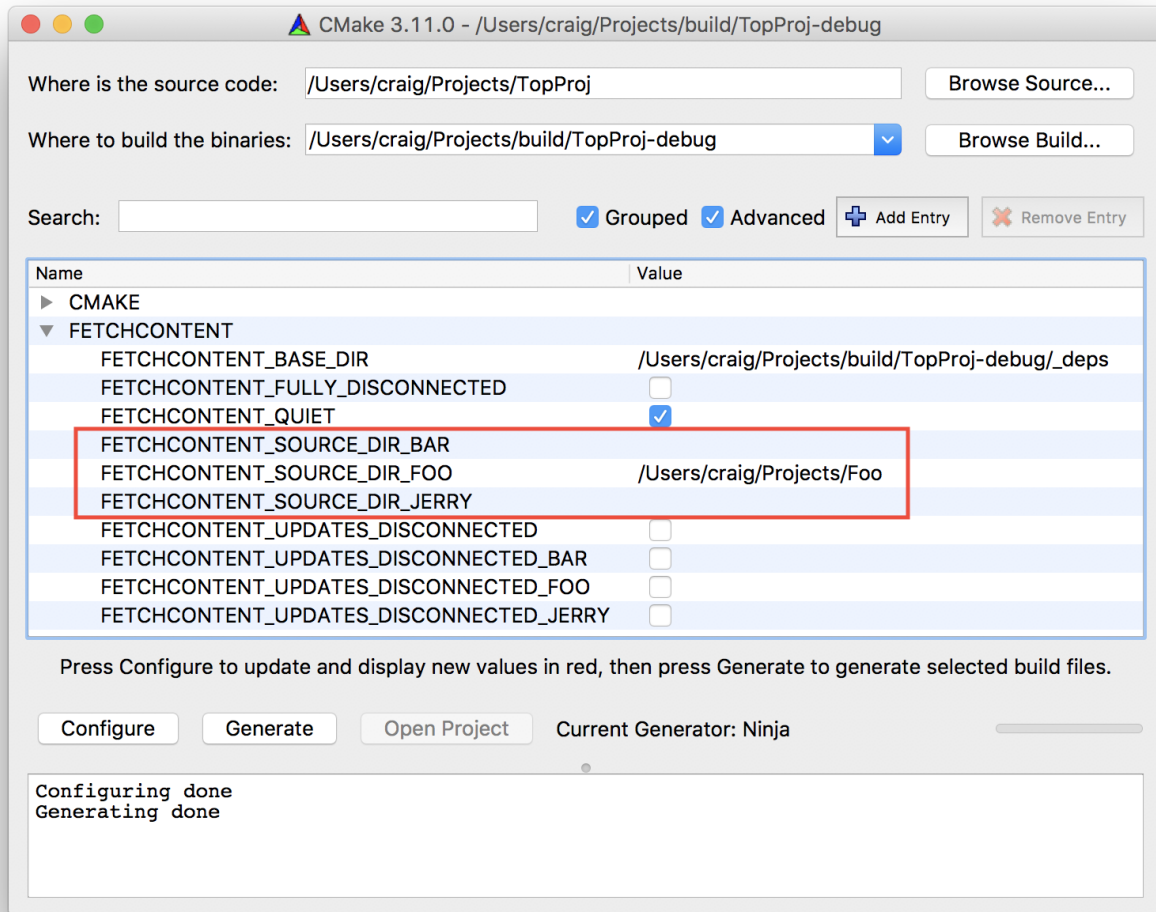 CMake 3.11.0 - /Users/craig/Projects/build/TopProj-debug
Where is the source code: /Users/craig/Projects/TopProj Browse Source...
Where to build the binaries: /Users/craig/Projects/build/TopProj-debug Browse Build...
Search: Grouped Advanced Add Entry Remove Entry
Name Value
CMAKE
FETCHCONTENT
FETCHCONTENT_BASE_DIR /Users/craig/Projects/build/TopProj-debug/_deps
FETCHCONTENT_FULLY_DISCONNECTED
FETCHCONTENT_QUIET
FETCHCONTENT_SOURCE_DIR_BAR
FETCHCONTENT_SOURCE_DIR_FOO /Users/craig/Projects/Foo
FETCHCONTENT_SOURCE_DIR_JERRY
FETCHCONTENT_UPDATES_DISCONNECTED
FETCHCONTENT_UPDATES_DISCONNECTED_BAR
FETCHCONTENT_UPDATES_DISCONNECTED_FOO
FETCHCONTENT_UPDATES_DISCONNECTED_JERRY
Press Configure to update and display new values in red, then press Generate to generate selected build files.
Configure Generate Open Project Current Generator: Ninja
Configuring done
Generating done